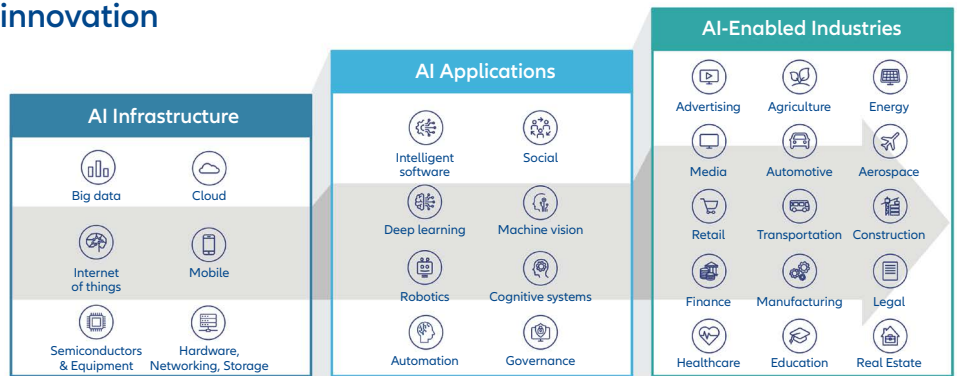 innovation
AI Infrastructure
Big data
Cloud
Internet
of things
Mobile
Semiconductors
& Equipment
Hardware,
Networking, Storage
AI Applications
Intelligent
software
Social
Deep learning
Machine vision
Robotics
Cognitive systems
Automation
Governance
AI-Enabled Industries
Advertising
Agriculture
Energy
Media
Automotive
Aerospace
Retail
Transportation
Construction
Finance
Manufacturing
Legal
Healthcare
Education
Real Estate